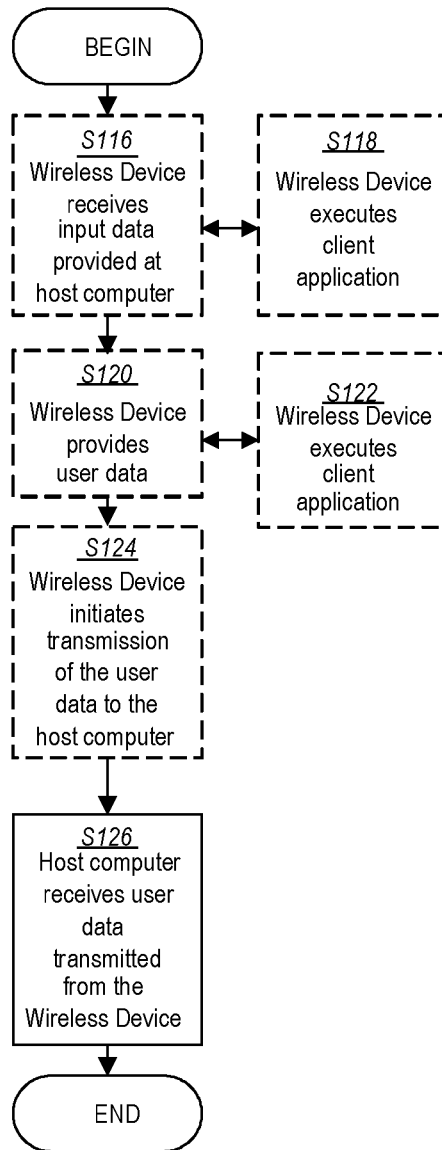 BEGIN
S116
Wireless Device
receives
input data
provided at
host computer
S118
Wireless Device
executes
client
application
S120
Wireless Device
provides
user data
S122
Wireless Device
executes
client
application
S124
Wireless Device
initiates
transmission
of the user
data to the
host computer
S126
Host computer
receives user
data
transmitted
from the
Wireless Device
END